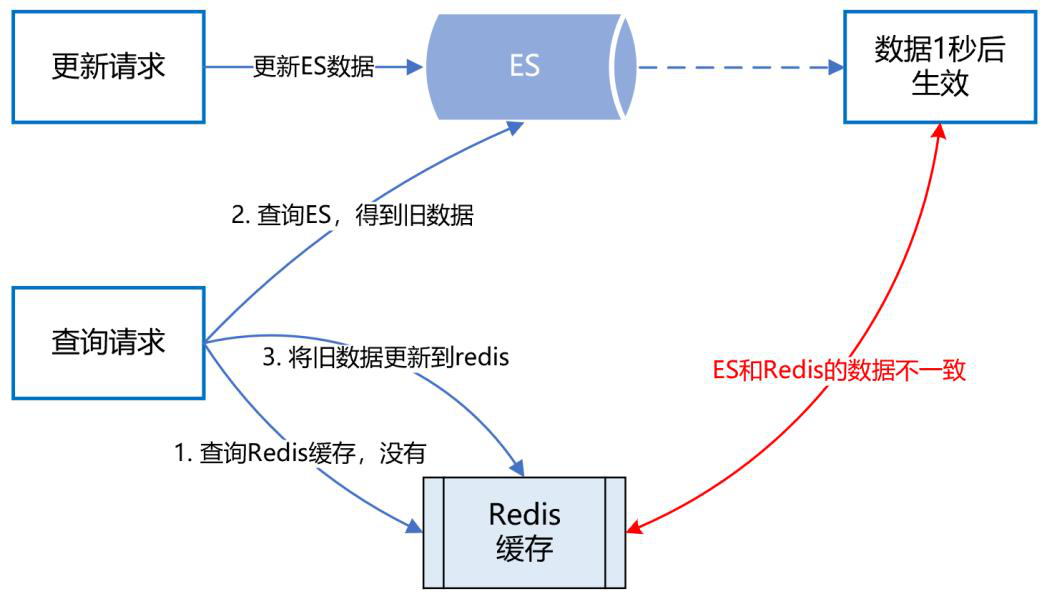 更新请求
更新ES数据
ES
数据1秒后
生效
2. 查询ES，得到旧数据
查询请求
3. 将旧数据更新到redis
ES和Redis的数据不一致
1. 查询Redis缓存，没有
Redis
缓存